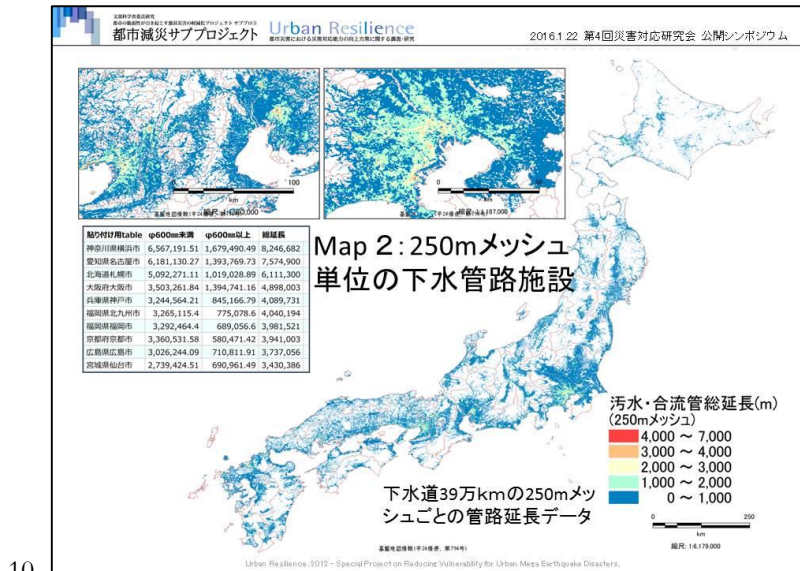 文部科学省委託研究
都市の脆弱性が引き起こす激甚災害の軽減化プロジェクト サブプロ③
都市減災サブプロジェクト
Urban Resilience
都市災害における災害対応能力の向上方策に関する調査・研究
2016.1.22 第4回災害対応研究会 公開シンポジウム
0 100
km
0
km
貼り付け用table φ600㎜未満 φ600㎜以上 総延長
神奈川県横浜市 6,567,191.51 1,679,490.49 8,246,682
愛知県名古屋市 6,181,130.27 1,393,769.73 7,574,900
北海道札幌市 5,092,271.11 1,019,028.89 6,111,300
大阪府大阪市 3,503,261.84 1,394,741.16 4,898,003
兵庫県神戸市 3,244,564.21 845,166.79 4,089,731
福岡県北九州市 3,265,115.4 775,078.6 4,040,194
福岡県福岡市 3,292,464.4 689,056.6 3,981,521
京都府京都市 3,360,531.58 580,471.42 3,941,003
広島県広島市 3,026,244.09 710,811.91 3,737,056
宮城県仙台市 2,739,424.51 690,961.49 3,430,386
Map 2:250mメッシュ
単位の下水管路施設
汚水・合流管総延長(m)
(250mメッシュ)
4,000 ～ 7,000
3,000 ～ 4,000
2,000 ～ 3,000
1,000 ～ 2,000
0 ～ 1,000
下水道39万kmの250mメッ
シュごとの管路延長データ
0 250
km
縮尺: 1:6,179,000
基盤地図情報(平24情使、第794号)
Urban Resilience, 2012 – Special Project on Reducing Vulnerability for Urban Mega Earthquake Disasters.
10